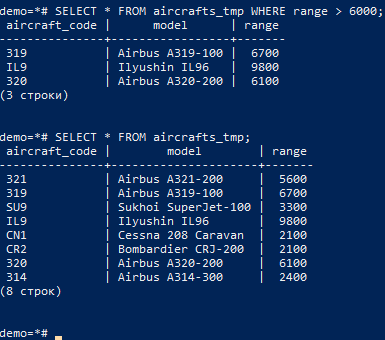 demo=*# SELECT * FROM aircrafts_tmp WHERE range > 6000;
 aircraft_code |       model        | range
---------------+--------------------+-------
 319           | Airbus A319-100    |  6700
 IL9           | Ilyushin IL96      |  9800
 320           | Airbus A320-200    |  6100
(3 строки)

demo=*# SELECT * FROM aircrafts_tmp;
 aircraft_code |        model        | range
---------------+---------------------+-------
 321           | Airbus A321-200     |  5600
 319           | Airbus A319-100     |  6700
 SU9           | Sukhoi SuperJet-100 |  3300
 IL9           | Ilyushin IL96       |  9800
 CN1           | Cessna 208 Caravan  |  2100
 CR2           | Bombardier CRJ-200  |  2100
 320           | Airbus A320-200     |  6100
 314           | Airbus A314-300     |  2400
(8 строк)

demo=*#